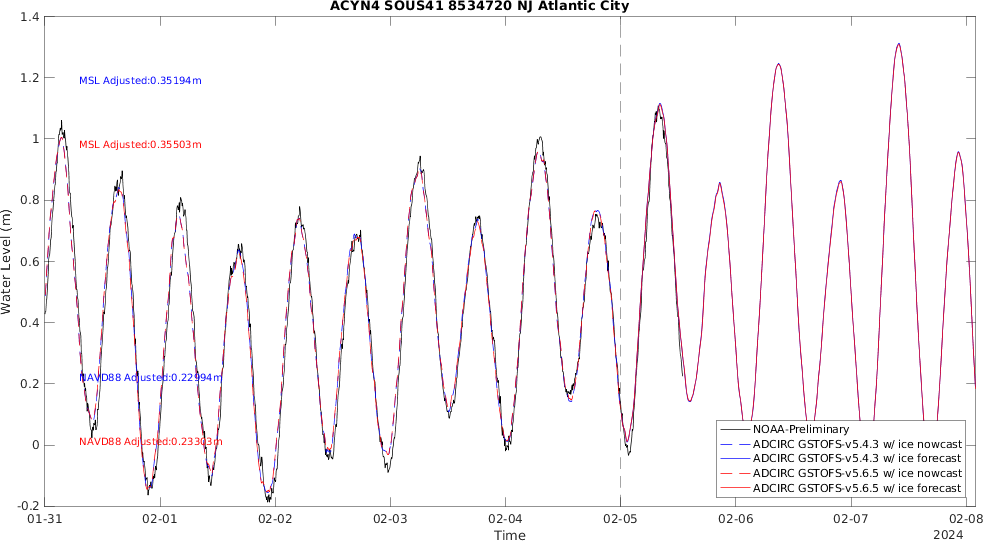 ACYN4 SOUS41 8534720 NJ Atlantic City
1.4
1.2
1
0.8
0.6
0.4
0.2
0
-0.2
Water Level (m)
MSL Adjusted:0.35194m
MSL Adjusted:0.35503m
NAVD88 Adjusted:0.22994m
NAVD88 Adjusted:0.23303m
NOAA-Preliminary
ADCIRC GSTOFS-v5.4.3 w/ ice nowcast
ADCIRC GSTOFS-v5.4.3 w/ ice forecast
ADCIRC GSTOFS-v5.6.5 w/ ice nowcast
ADCIRC GSTOFS-v5.6.5 w/ ice forecast
01-31 02-01 02-02 02-03 02-04 02-05 02-06 02-07 02-08
2024
Time